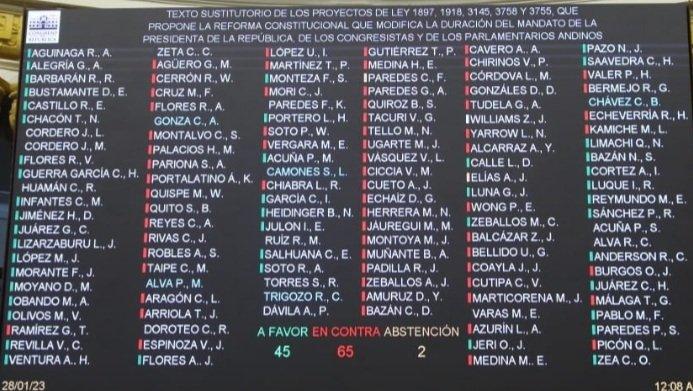 CONGRESO
REPÚBLICA
TEXTO SUSTITUTORIO DE LOS PROYECTOS DE LEY 1897, 1918, 3145, 3758 Y 3755, QUE
PROPONE LA REFORMA CONSTITUCIONAL QUE MODIFICA LA DURACIÓN DEL MANDATO DE LA
PRESIDENTA DE LA REPÚBLICA, DE LOS CONGRESISTAS Y DE LOS PARLAMENTARIOS ANDINOS
AGUINAGA R., A.
ALEGRÍA G., A.
BARBARÁN R., R.
BUSTAMANTE D., E.
CASTILLO R., E.
CHACÓN T., N.
CORDERO J., L.
CORDERO J., M.
FLORES R., V.
GUERRA GARCÍA C., H.
HUAMÁN C., R.
INFANTES C., M.
JIMÉNEZ H., D.
JUÁREZ G., C.
LIZARZABURU L., J.
LÓPEZ M., J.
MORANTE F., J.
MOYANO D., M.
OBANDO M., A.
OLIVOS M., V.
RAMÍREZ G., T.
REVILLA V., C.
VENTURA A., H.
ZETA C., C.
AGÜERO G., M.
CERRÓN R., W.
CRUZ M., F.
FLORES R., A.
GONZA C., A.
MONTALVO C., S.
PALACIOS H., M.
PARIONA S., A.
PORTALATINO Á., K.
QUISPE M., W.
QUITO S., B.
REYES C., A.
RIVAS C., J.
ROBLES A., S.
TAIPE C., M.
ALVA P., M.
ARAGÓN C., L.
ARRIOLA T., J.
DOROTEO C., R.
ESPINOZA V., J.
FLORES A., J.
LÓPEZ U., I.
MARTÍNEZ T., P.
MONTEZA F., S.
MORI C., J.
PAREDES F., K.
PORTERO L., H.
SOTO P., W.
VERGARA M., E.
ACUÑA P., M.
CAMONES S., L.
CHIABRA L., R.
GARCÍA C., I.
HEIDINGER B., N.
JULON I., E.
RUÍZ R., M.
SALHUANA C., E.
SOTO R., A.
TORRES S., R.
TRIGOZO R., C.
DÁVILA A., P.
GUTIÉRREZ T., P.
MEDINA H., E.
PAREDES C., F.
PAREDES G., A.
QUIROZ B., S.
TACURI V., G.
TELLO M., N.
UGARTE M., J.
VÁSQUEZ V., L.
CICCIA V., M.
CUETO A., J.
ECHAÍZ D., G.
HERRERA M., N.
JÁUREGUI M., M.
MONTOYA M., J.
MUÑANTE B., A.
PADILLA R., J.
ZEBALLOS A., J.
AMURUZ D., Y.
BAZÁN C., D.
CAVERO A., A.
CHIRINOS V., P.
CÓRDOVA L., M.
GONZÁLES D., D.
TUDELA G., A.
WILLIAMS Z., J.
YARROW L., N.
ALCARRAZ A., Y.
CALLE L., D.
ELÍAS A., J.
LUNA G., J.
WONG P., E.
ZEBALLOS M., C.
BALCÁZAR Z., J.
BELLIDO U., G.
COAYLA J., J.
CUTIPA C., V.
MARTICORENA M., J.
VARAS M., E.
AZURÍN L., A.
JERI O., J.
MEDINA M., E.
PAZO N., J.
SAAVEDRA C., H.
VALER P., H.
BERMEJO R., G.
CHÁVEZ C., B.
ECHEVERRÍA R., H.
KAMICHE M., L.
LIMACHI Q., N.
BAZÁN N., S.
CORTEZ A., I.
LUQUE I., R.
REYMUNDO M., E.
SÁNCHEZ P., R.
ACUÑA P., S.
ALVA R., C.
ANDERSON R., C.
BURGOS O., J.
JUÁREZ C., H.
MÁLAGA T., G.
PABLO M., F.
PAREDES P., S.
PICÓN Q., L.
ZEA C., O.
A FAVOR EN CONTRA ABSTENCIÓN
45 65 2
28/01/23
12:08 A